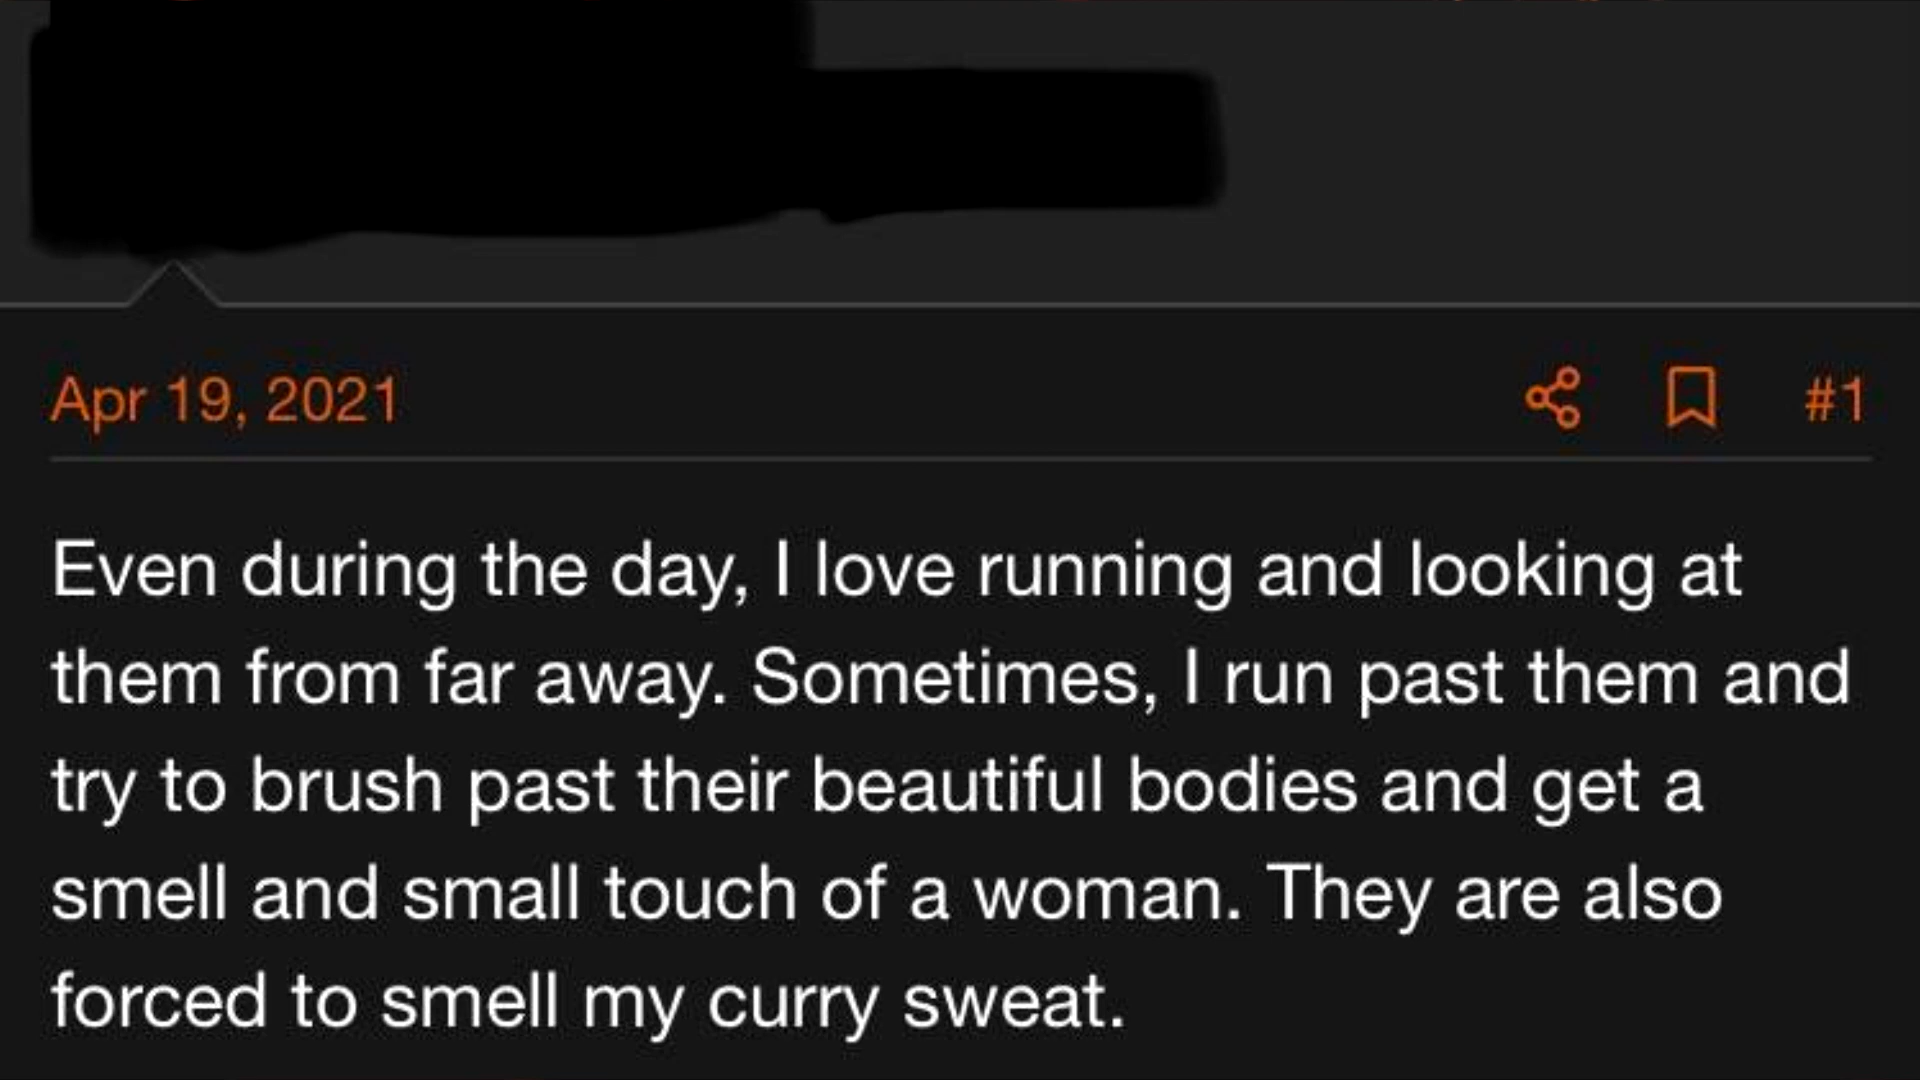 Apr 19, 2021 #1
Even during the day, I love running and looking at
them from far away. Sometimes, I run past them and
try to brush past their beautiful bodies and get a
smell and small touch of a woman. They are also
forced to smell my curry sweat.